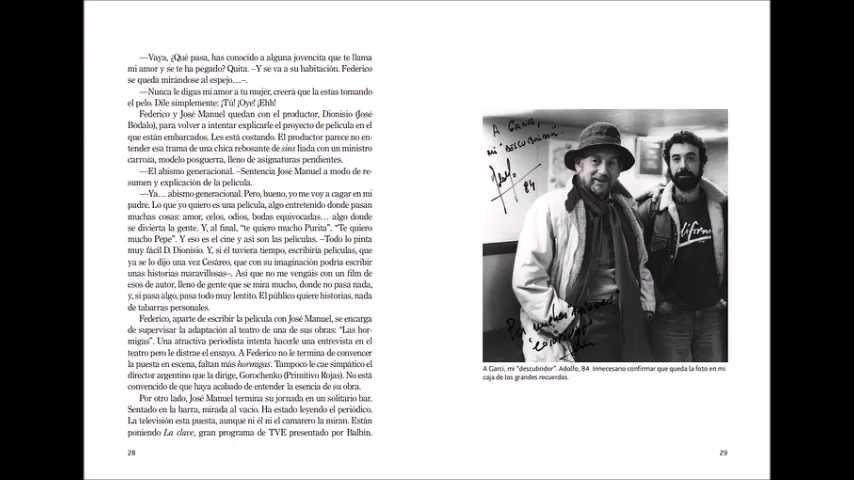 —Vaya, ¿Qué pasa, has conocido a alguna jovencita que te llama
mi amor y se te ha pegado? Quita. –Y se va a su habitación. Federico
se queda mirándose al espejo…–.
—Nunca le digas mi amor a tu mujer, creerá que la estas tomando
el pelo. Dile simplemente: ¡Tú! ¡Oye! ¡Ehh!
Federico y José Manuel quedan con el productor, Dionisio (José
Bódalo), para volver a intentar explicarle el proyecto de película en el
que están embarcados. Les está costando. El productor parece no en-
tender esa trama de una chica rebosante de sins liada con un ministro
carroza, modelo posguerra, lleno de asignaturas pendientes.
—El abismo generacional. –Sentencia José Manuel a modo de re-
sumen y explicación de la película.
—Ya… abismo generacional. Pero, bueno, yo me voy a cagar en mi
padre. Lo que yo quiero es una película, algo entretenido donde pasan
muchas cosas: amor, celos, odios, bodas equivocadas… algo donde
se divierta la gente. Y, al final, “te quiero mucho Purita”. “Te quiero
mucho Pepe”. Y eso es el cine y así son las películas. –Todo lo pinta
muy fácil D. Dionisio. Y, si él tuviera tiempo, escribiría películas, que
ya se lo dijo una vez Cesáreo, que con su imaginación podría escribir
unas historias maravillosas–. Así que no me vengáis con un film de
esos de autor, lleno de gente que se mira mucho, donde no pasa nada,
y, si pasa algo, pasa todo muy lentito. El público quiere historias, nada
de tabarras personales.
Federico, aparte de escribir la película con José Manuel, se encarga
de supervisar la adaptación al teatro de una de sus obras: “Las hor-
migas”. Una atractiva periodista intenta hacerle una entrevista en el
teatro pero le distrae el ensayo. A Federico no le termina de convencer
la puesta en escena, faltan más hormigas. Tampoco le cae simpático el
director argentino que la dirige, Gorochenko (Primitivo Rojas). No está
convencido de que haya acabado de entender la esencia de su obra.
Por otro lado, José Manuel termina su jornada en un solitario bar.
Sentado en la barra, mirada al vacío. Ha estado leyendo el periódico.
La televisión esta puesta, aunque ni él ni el camarero la miran. Están
poniendo La clave, gran programa de TVE presentado por Balbín.
28
A Garci,
mi "descubridor".
Adolfo
84
Por muchos
A Garci, mi “descubridor”. Adolfo, 84. Innecesario confirmar que queda la foto en mi
caja de los grandes recuerdos.
29